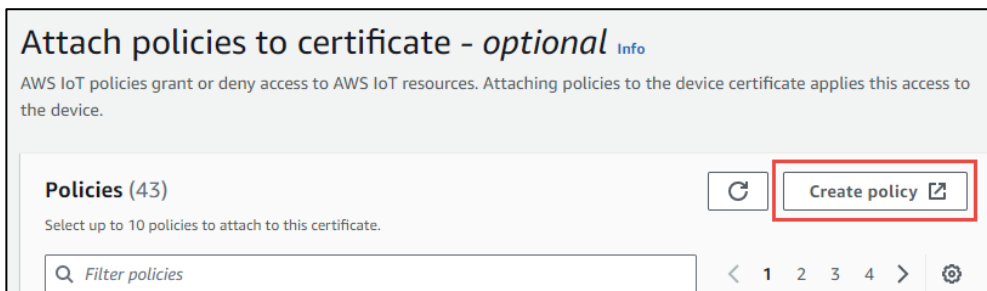 Attach policies to certificate - optional Info
AWS IoT policies grant or deny access to AWS IoT resources. Attaching policies to the device certificate applies this access to
the device.
Policies (43)
Create policy
Select up to 10 policies to attach to this certificate.
Filter policies
1 2 3 4